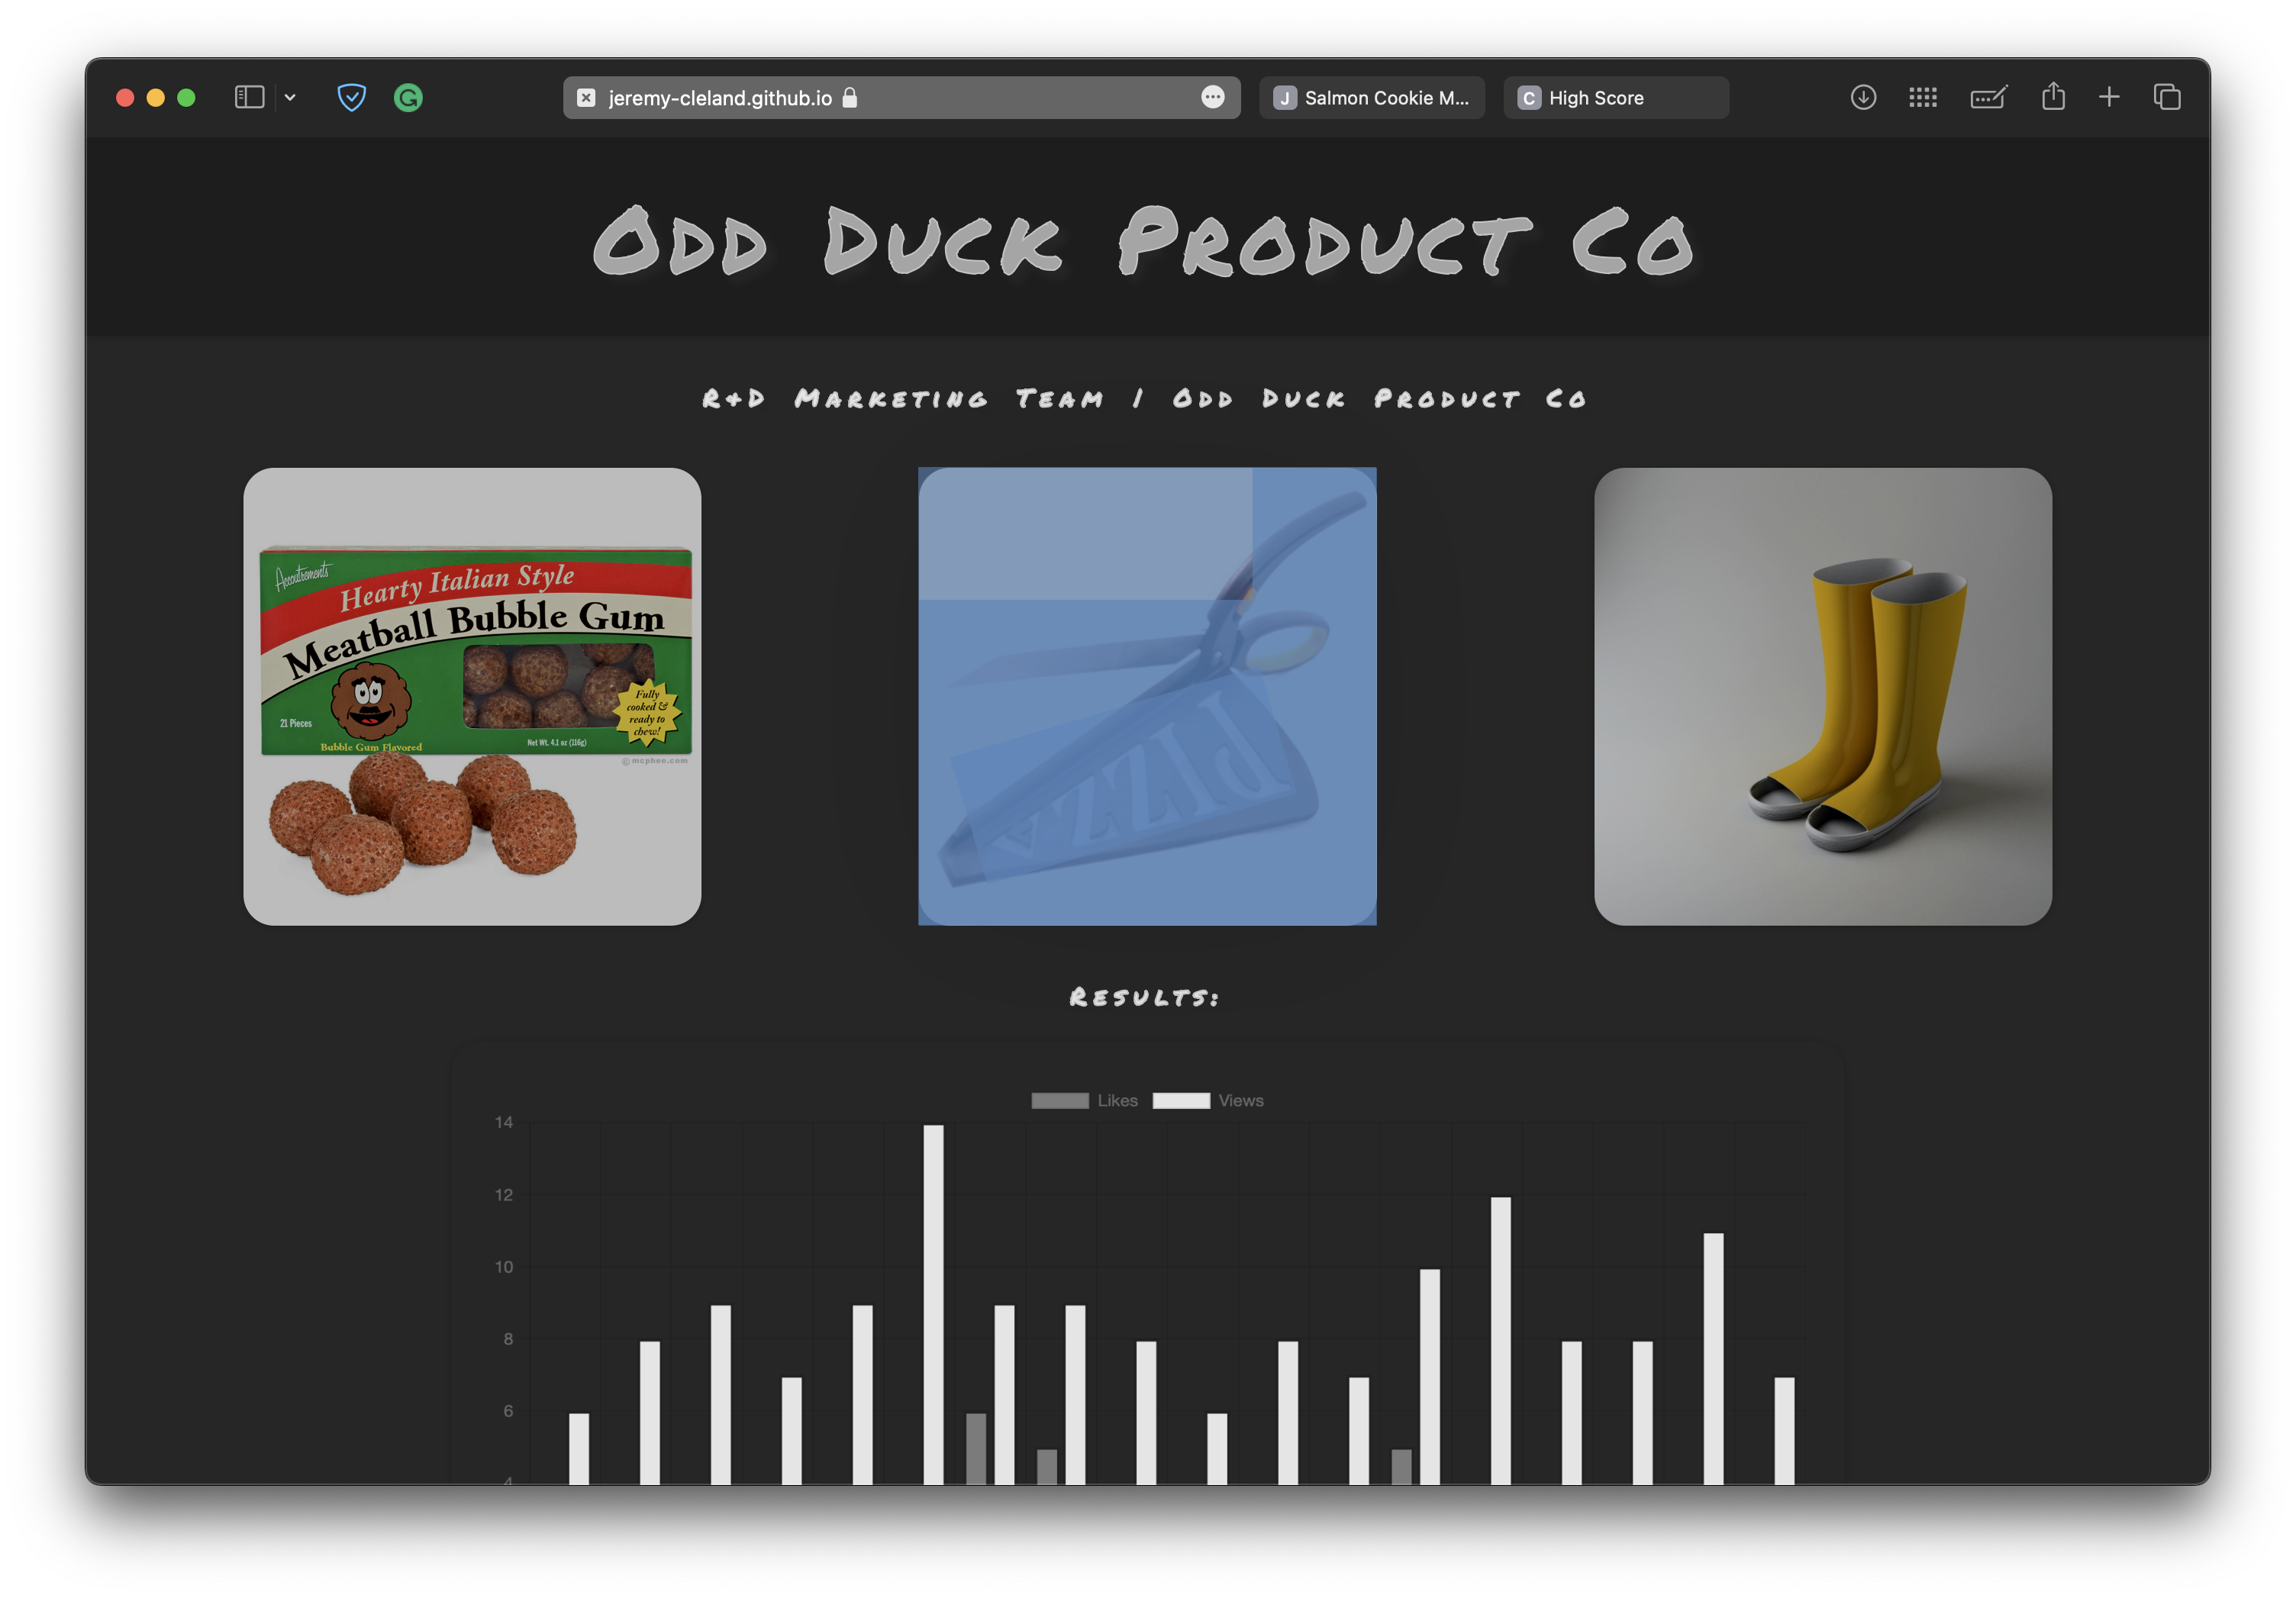 jeremy-cleland.github.io
J Salmon Cookie M...
C High Score
Odd Duck Product Co
R&D Marketing Team | Odd Duck Product Co
Accoutrements
Hearty Italian Style
Meatball Bubble Gum
Fully
cooked &
ready to
chew!
21 Pieces
Bubble Gum Flavored
Net Wt. 4.1 oz (116g)
© mcphee.com
PIZZA
Results:
Likes Views
14
12
10
8
6
4